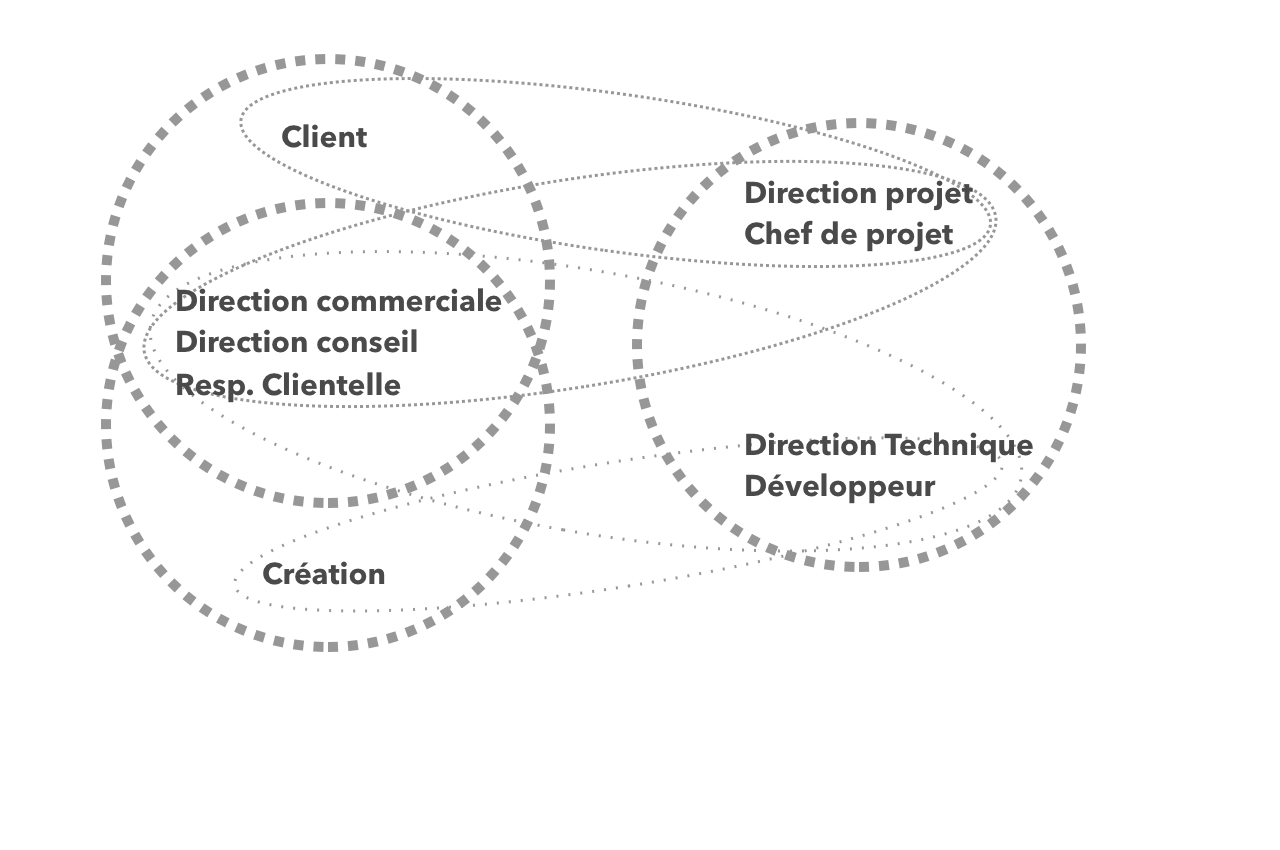 Client
Direction projet
Chef de projet
Direction commerciale
Direction conseil
Resp. Clientelle
Direction Technique
Développeur
Création